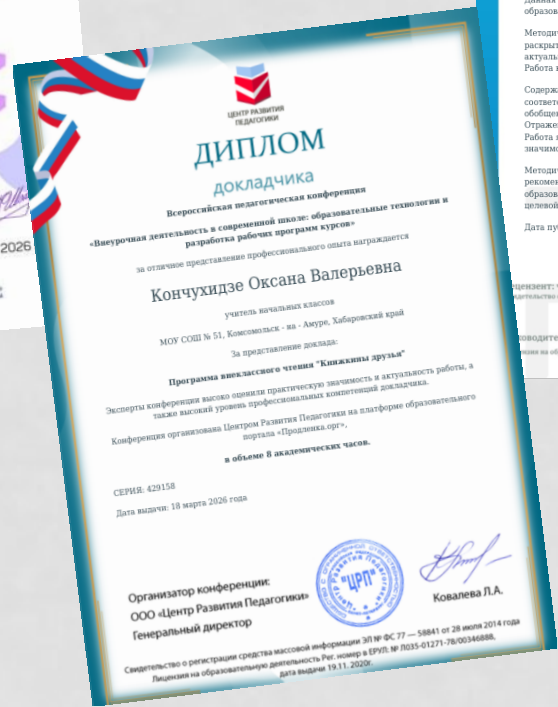 ЦЕНТР РАЗВИТИЯ
ПЕДАГОГИКИ
ДИПЛОМ
докладчика
Всероссийская педагогическая конференция
«Внеурочная деятельность в современной школе: образовательные технологии и
разработка рабочих программ курсов»
за отличное представление профессионального опыта награждается
Кончухидзе Оксана Валерьевна
учитель начальных классов
МОУ СОШ № 51, Комсомольск - на - Амуре, Хабаровский край
За представление доклада:
Программа внеклассного чтения "Книжкины друзья"
Эксперты конференции высоко оценили практическую значимость и актуальность работы, а
также высокий уровень профессиональных компетенций докладчика.
Конференция организована Центром Развития Педагогики на платформе образовательного
портала «Продленка.орг»,
в объеме 8 академических часов.
СЕРИЯ: 429158
Дата выдачи: 18 марта 2026 года
Организатор конференции:
ООО «Центр Развития Педагогики»
Генеральный директор
"ЦРП"
Ковалева Л.А.
Свидетельство о регистрации средства массовой информации ЭЛ № ФС 77 — 58841 от 28 июля 2014 года
Лицензия на образовательную деятельность Рег. номер в ЕРУЛ: № Л035-01271-78/00346888,
дата выдачи 19.11. 2020г.
2026
Работа
Дата